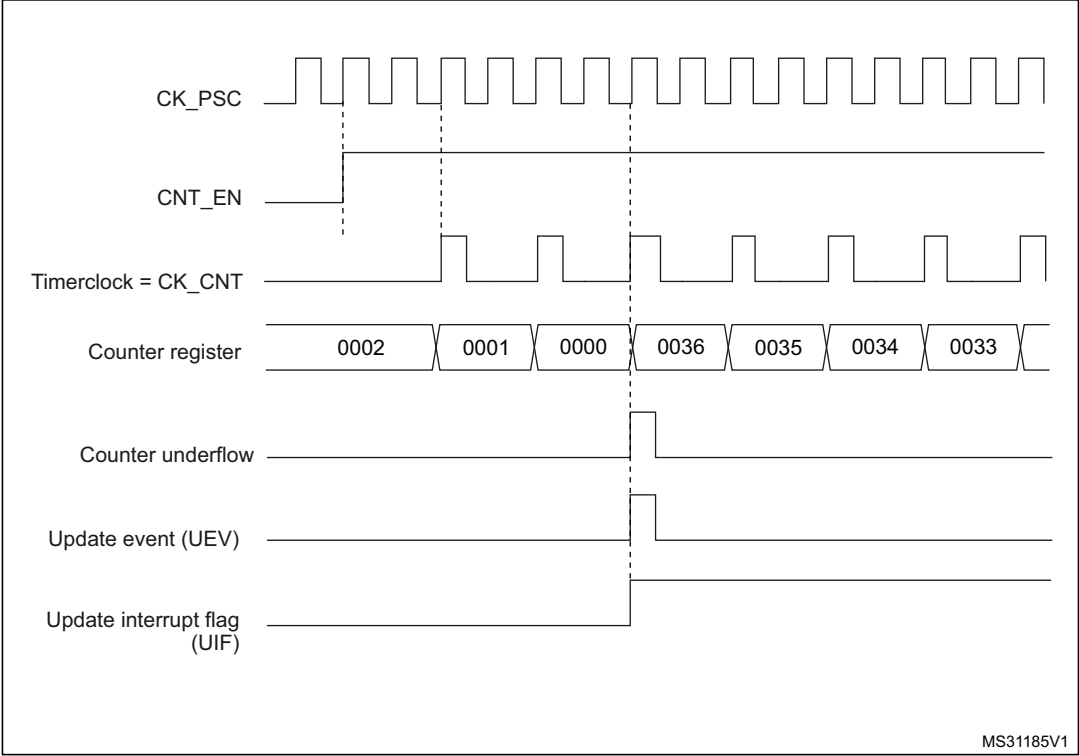 CK_PSC
CNT_EN
Timerclock = CK_CNT
Counter register 0002 0001 0000 0036 0035 0034 0033
Counter underflow
Update event (UEV)
Update interrupt flag
(UIF)
MS31185V1